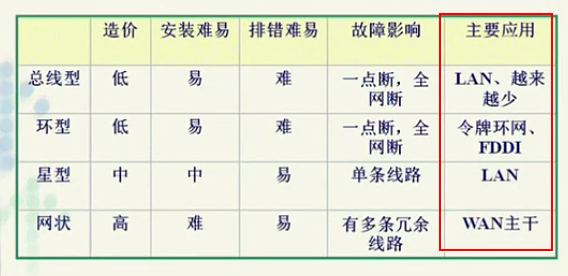 造价 安装难易 排错难易 故障影响 主要应用
总线型 低 易 难 一点断，全网断 LAN、越来越少
环型 低 易 难 一点断，全网断 令牌环网、FDDI
星型 中 中 易 单条线路 LAN
网状 高 难 易 有多条冗余线路 WAN主干